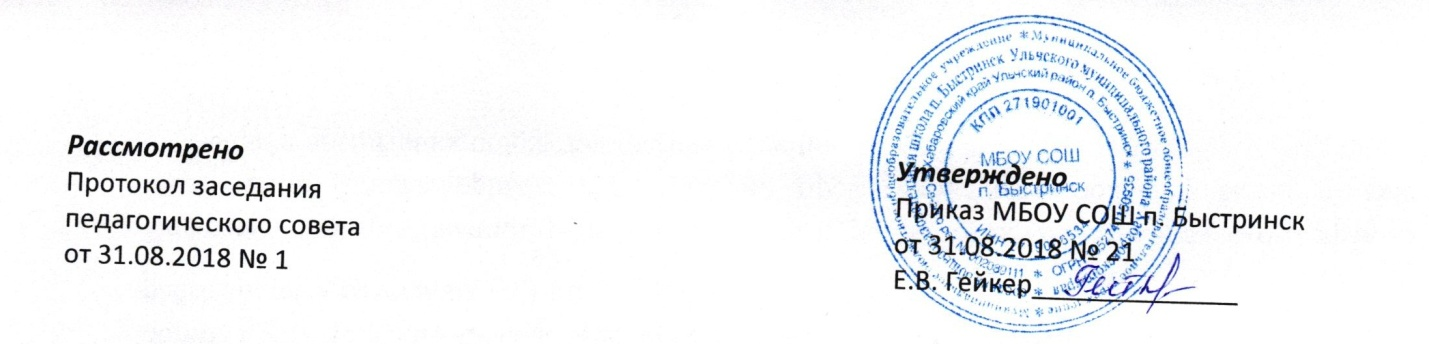 Рассмотрено
Протокол заседания
педагогического совета
от 31.08.2018 № 1
Утверждено
Приказ МБОУ СОШ п. Быстринск
от 31.08.2018 № 21
Е.В. Гейкер
КПП 271901001
МБОУ СОШ
п. Быстринск